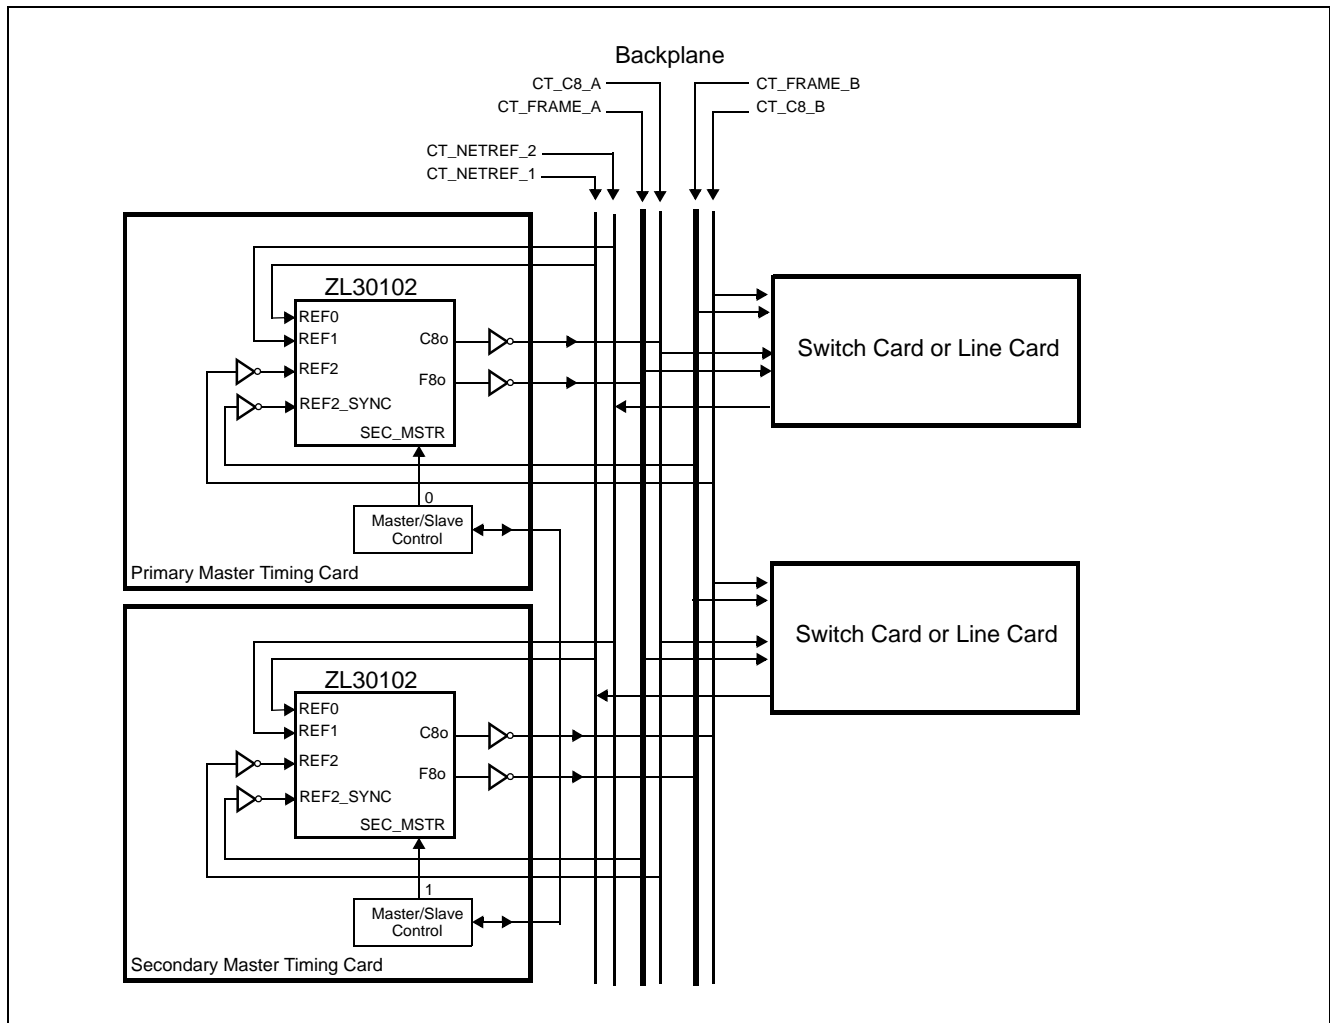 Backplane
CT_C8_A
CT_FRAME_B
CT_FRAME_A
CT_C8_B
CT_NETREF_2
CT_NETREF_1
ZL30102
REF0
REF1
C8o
REF2
F8o
REF2_SYNC
SEC_MSTR
0
Master/Slave
Control
Primary Master Timing Card
Switch Card or Line Card
Switch Card or Line Card
ZL30102
REF0
REF1
C8o
REF2
F8o
REF2_SYNC
SEC_MSTR
1
Master/Slave
Control
Secondary Master Timing Card